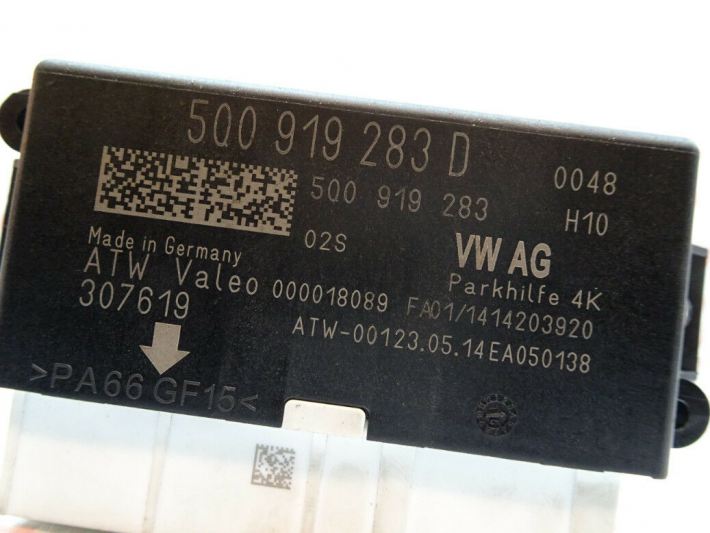 5Q0 919 283 D
0048
5Q0 919 283
H10
02S
VW AG
Made in Germany
ATW Valeo 000018089
Parkhilfe 4K
307619
FA01/1414203920
ATW-00123.05.14EA050138
>PA66 GF15<